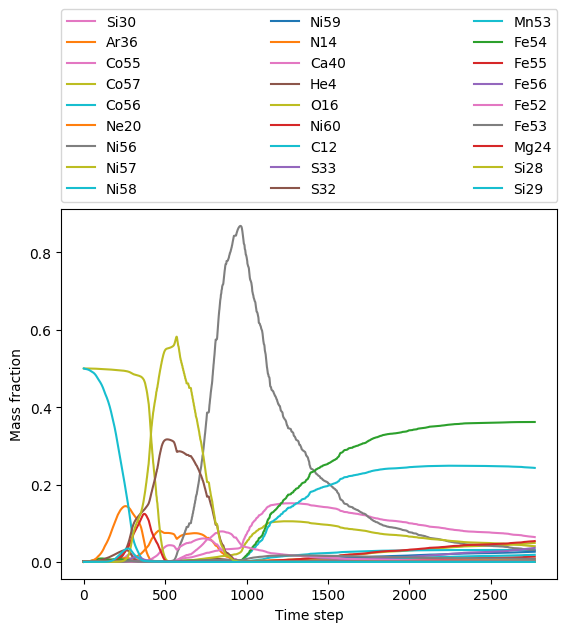 Si30 Ni59 Mn53
Ar36 N14 Fe54
Co55 Ca40 Fe55
Co57 He4 Fe56
Co56 O16 Fe52
Ne20 Ni60 Fe53
Ni56 C12 Mg24
Ni57 S33 Si28
Ni58 S32 Si29
0.8
0.6
0.4
0.2
0.0
Mass fraction
0 500 1000 1500 2000 2500
Time step